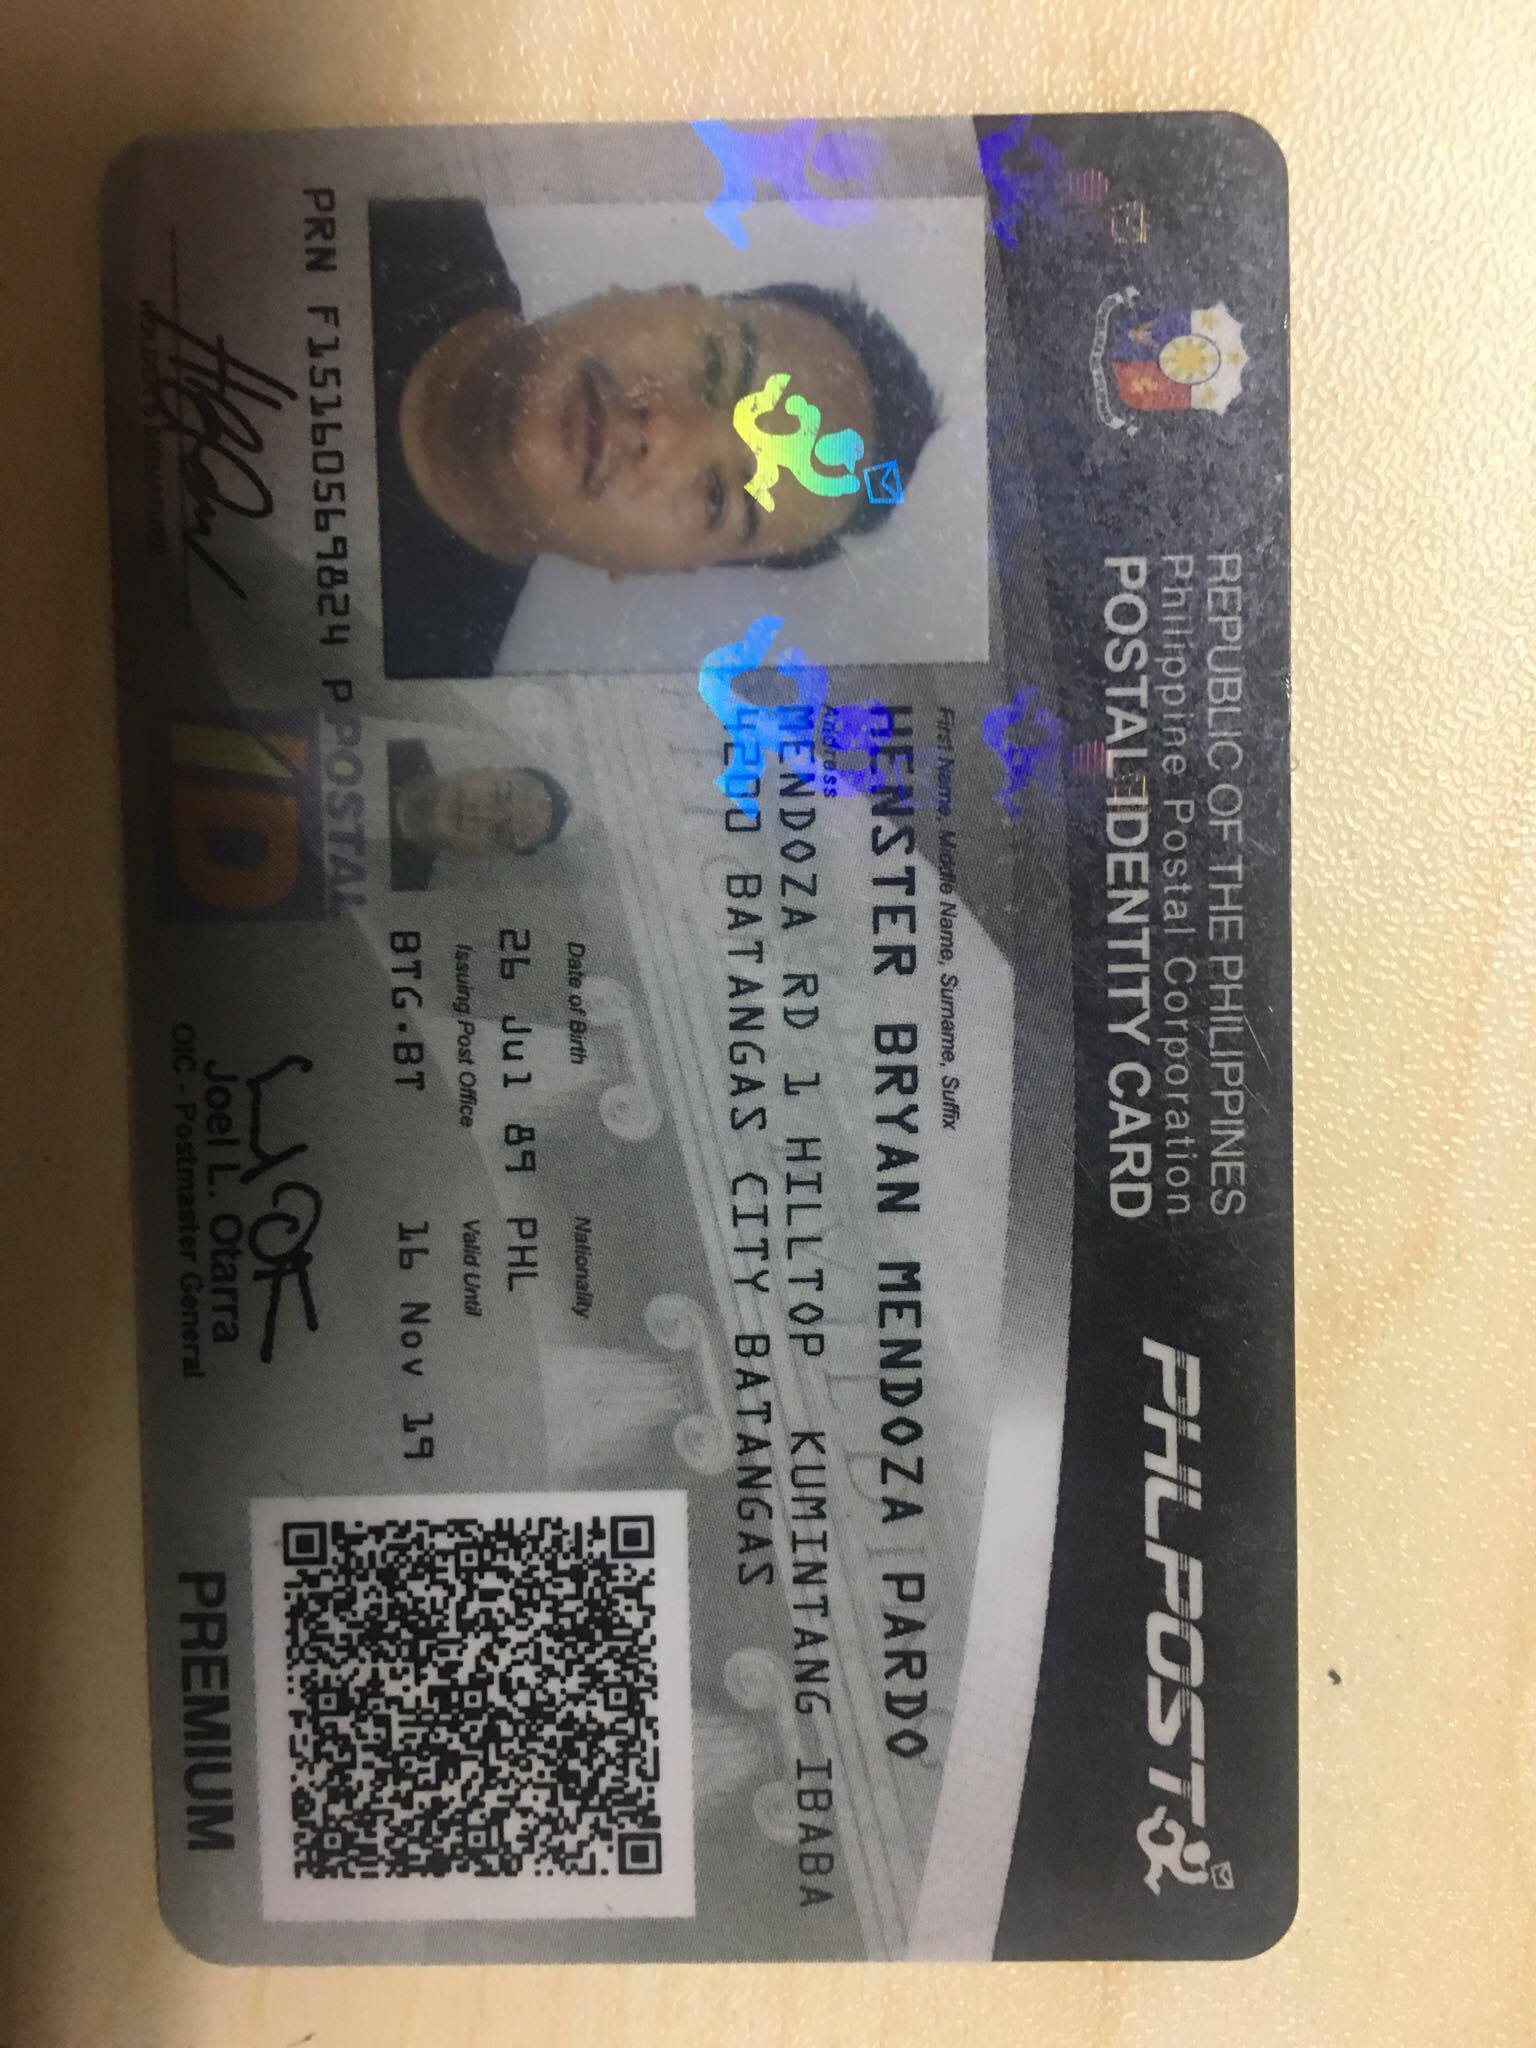 REPUBLIC OF THE PHILIPPINES
Philippine Postal Corporation
POSTAL IDENTITY CARD
PHLPOST
First Name, Middle Name, Surname, Suffix
HENSTER BRYAN MENDOZA PARDO
Address
MENDOZA RD 1 HILLTOP KUMINTANG IBABA
4200 BATANGAS CITY BATANGAS
Date of Birth Nationality
26 Jul 89 PHL
Issuing Post Office Valid Until
BTG.BT 16 Nov 19
PRN F15160569824 P
POSTAL
ID
Joel L. Otarra
OIC - Postmaster General
PREMIUM